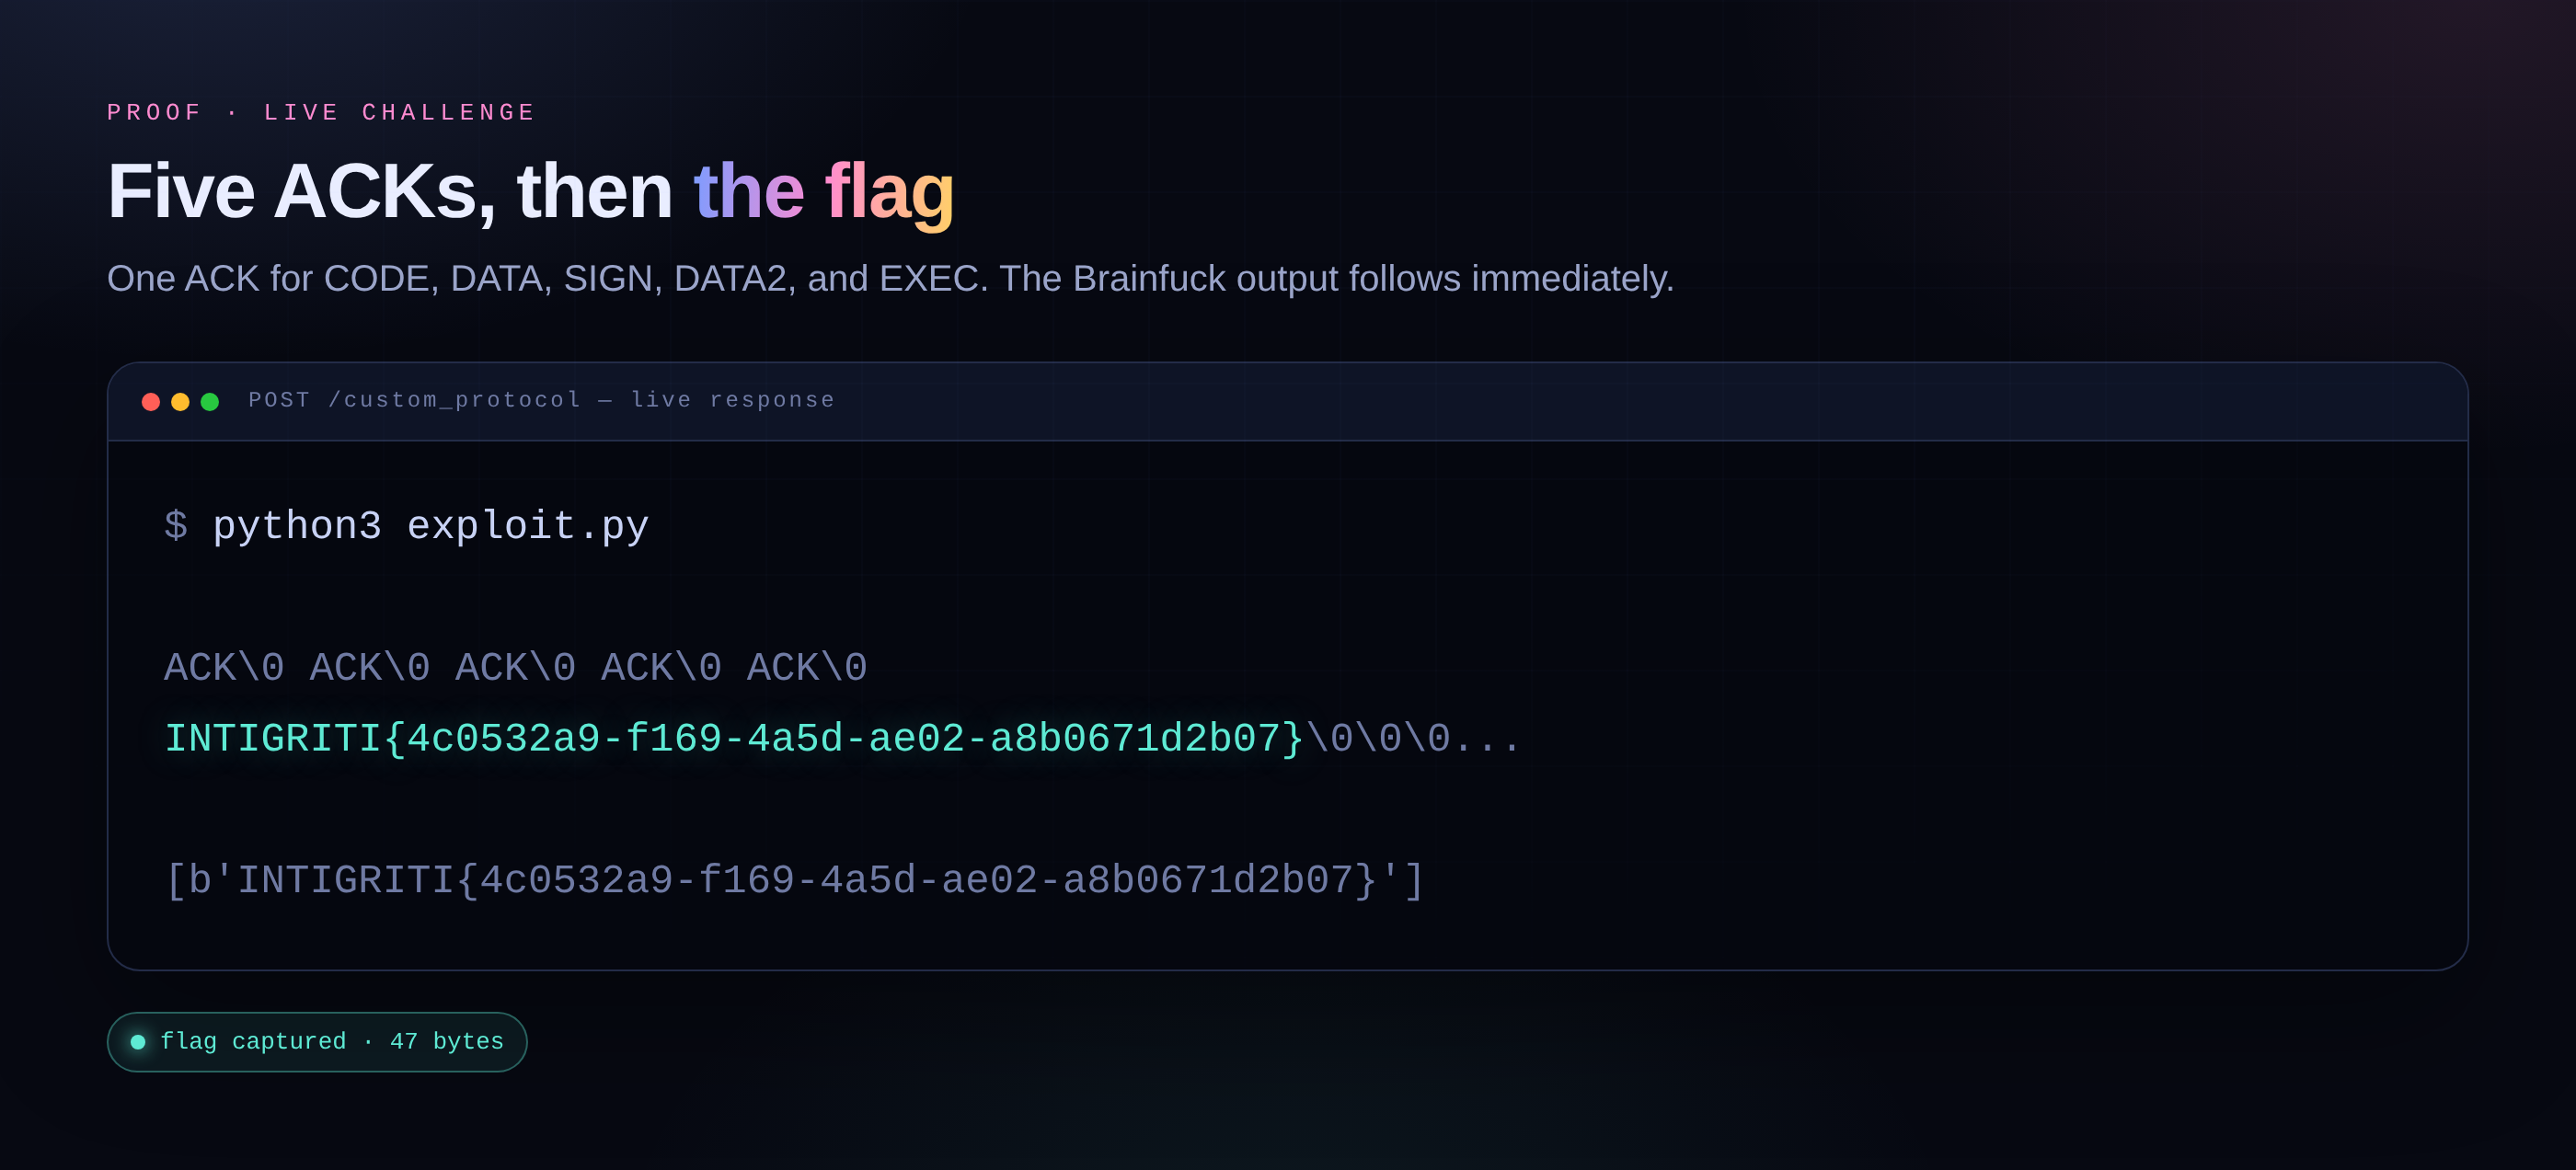 PROOF · LIVE CHALLENGE
Five ACKs, then the flag
One ACK for CODE, DATA, SIGN, DATA2, and EXEC. The Brainfuck output follows immediately.
POST /custom_protocol — live response
$ python3 exploit.py
ACK\0 ACK\0 ACK\0 ACK\0 ACK\0
INTIGRITI{4c0532a9-f169-4a5d-ae02-a8b0671d2b07}\0\0\0...
[b'INTIGRITI{4c0532a9-f169-4a5d-ae02-a8b0671d2b07}']
flag captured · 47 bytes